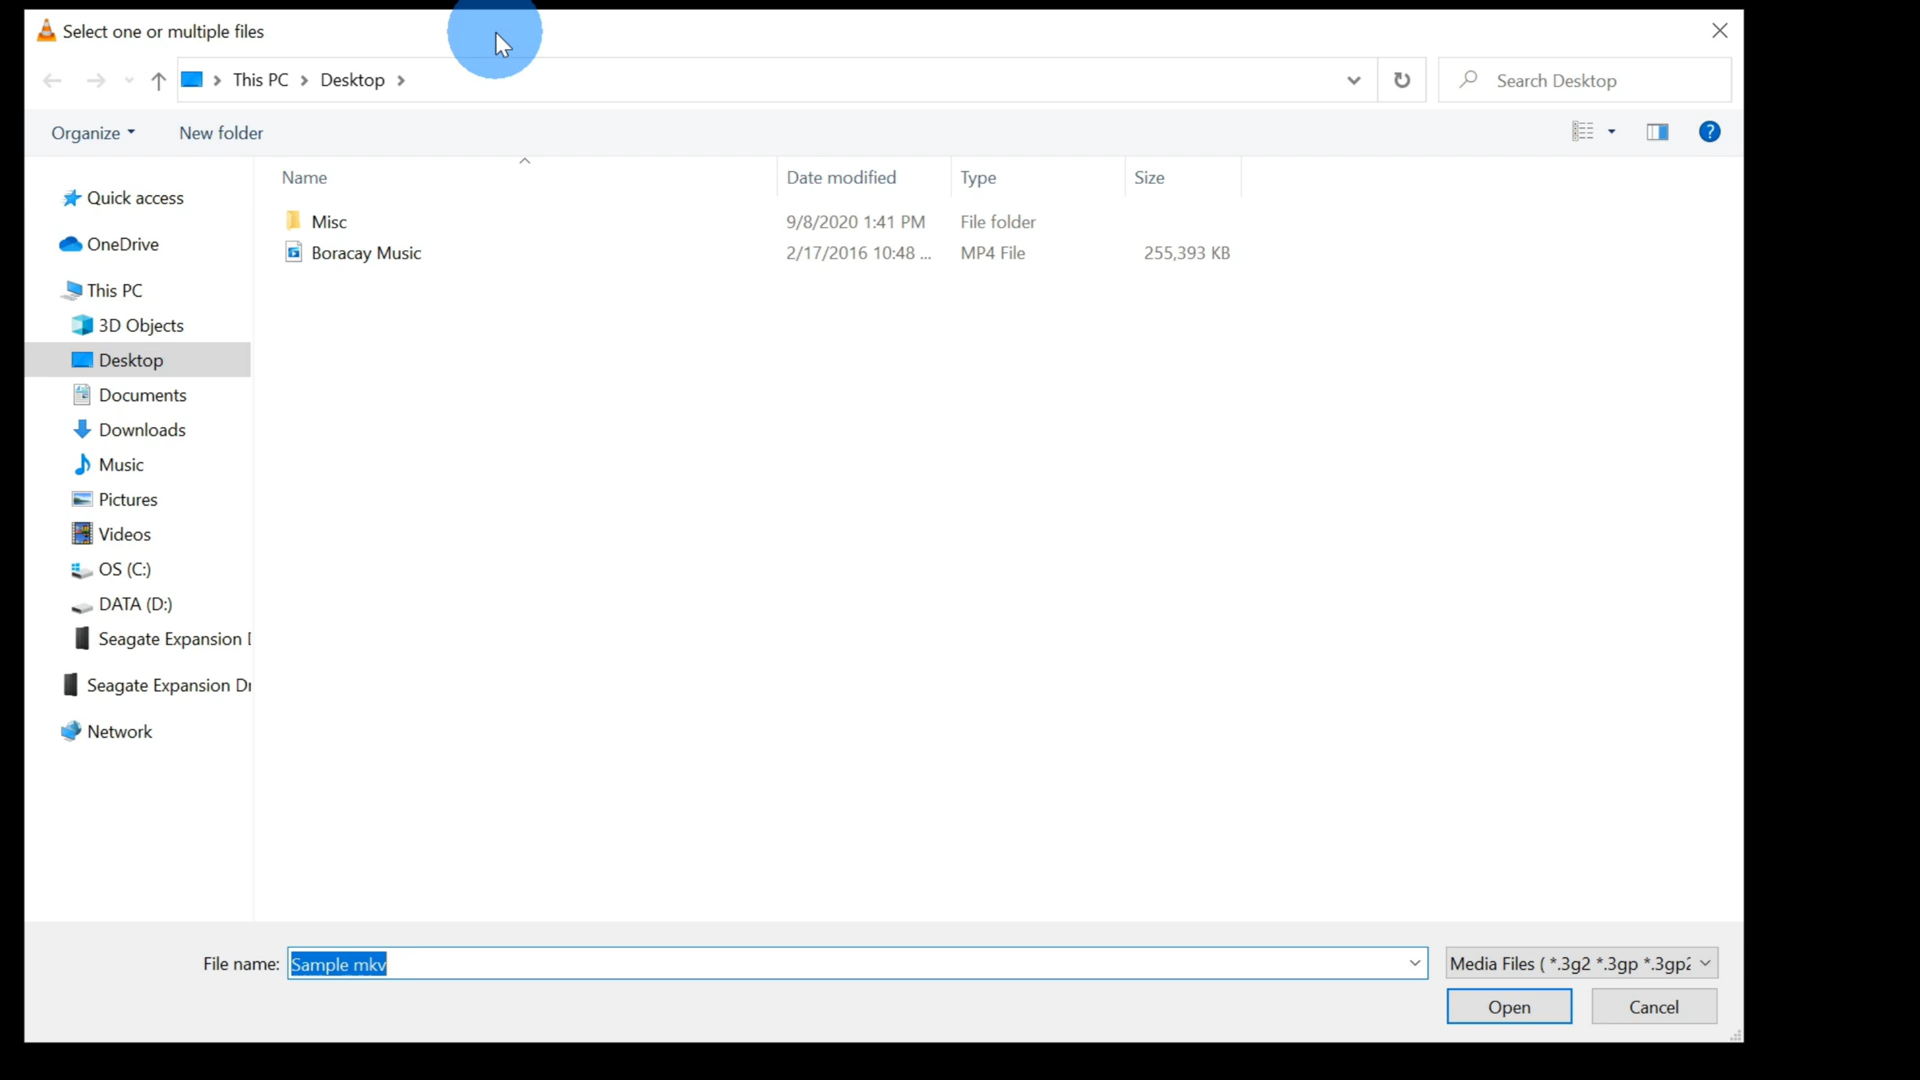 Select one or multiple files
This PC > Desktop >
Search Desktop
Organize
New folder
Name
Date modified
Type
Size
Misc
9/8/2020 1:41 PM
File folder
Boracay Music
2/17/2016 10:48 ...
MP4 File
255,393 KB
Quick access
OneDrive
This PC
3D Objects
Desktop
Documents
Downloads
Music
Pictures
Videos
OS (C:)
DATA (D:)
Seagate Expansion
Seagate Expansion
Network
File name:
Sample mkv
Media Files ( *.3g2 *.3gp *.3gp2
Open
Cancel